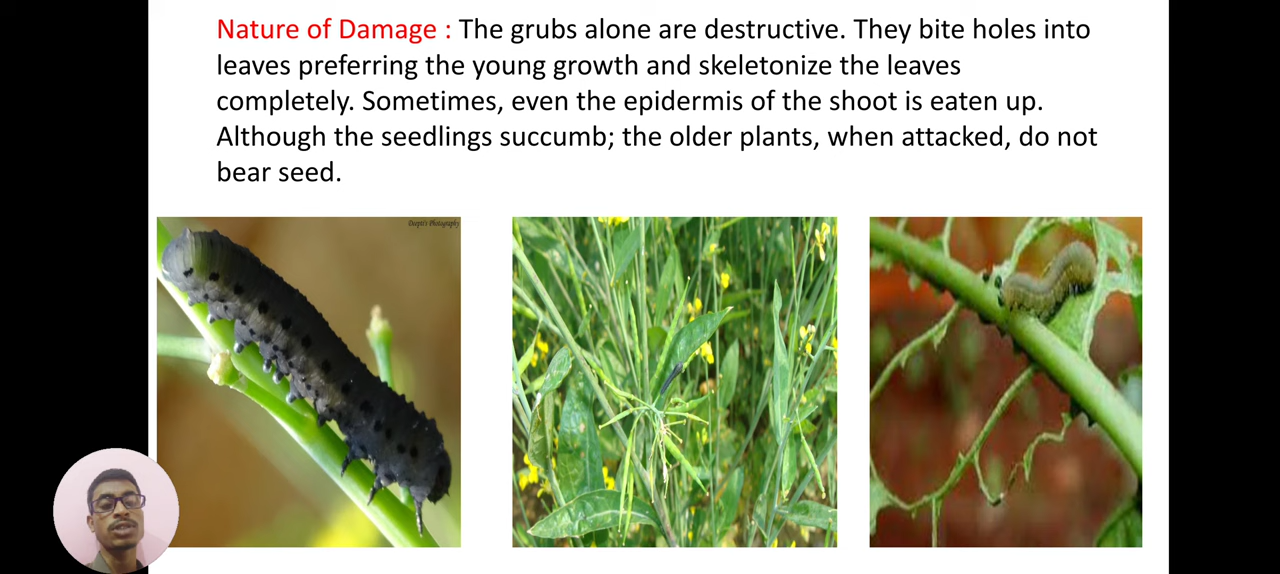 Nature of Damage : The grubs alone are destructive. They bite holes into
leaves preferring the young growth and skeletonize the leaves
completely. Sometimes, even the epidermis of the shoot is eaten up.
Although the seedlings succumb; the older plants, when attacked, do not
bear seed.
Deepti's Photography